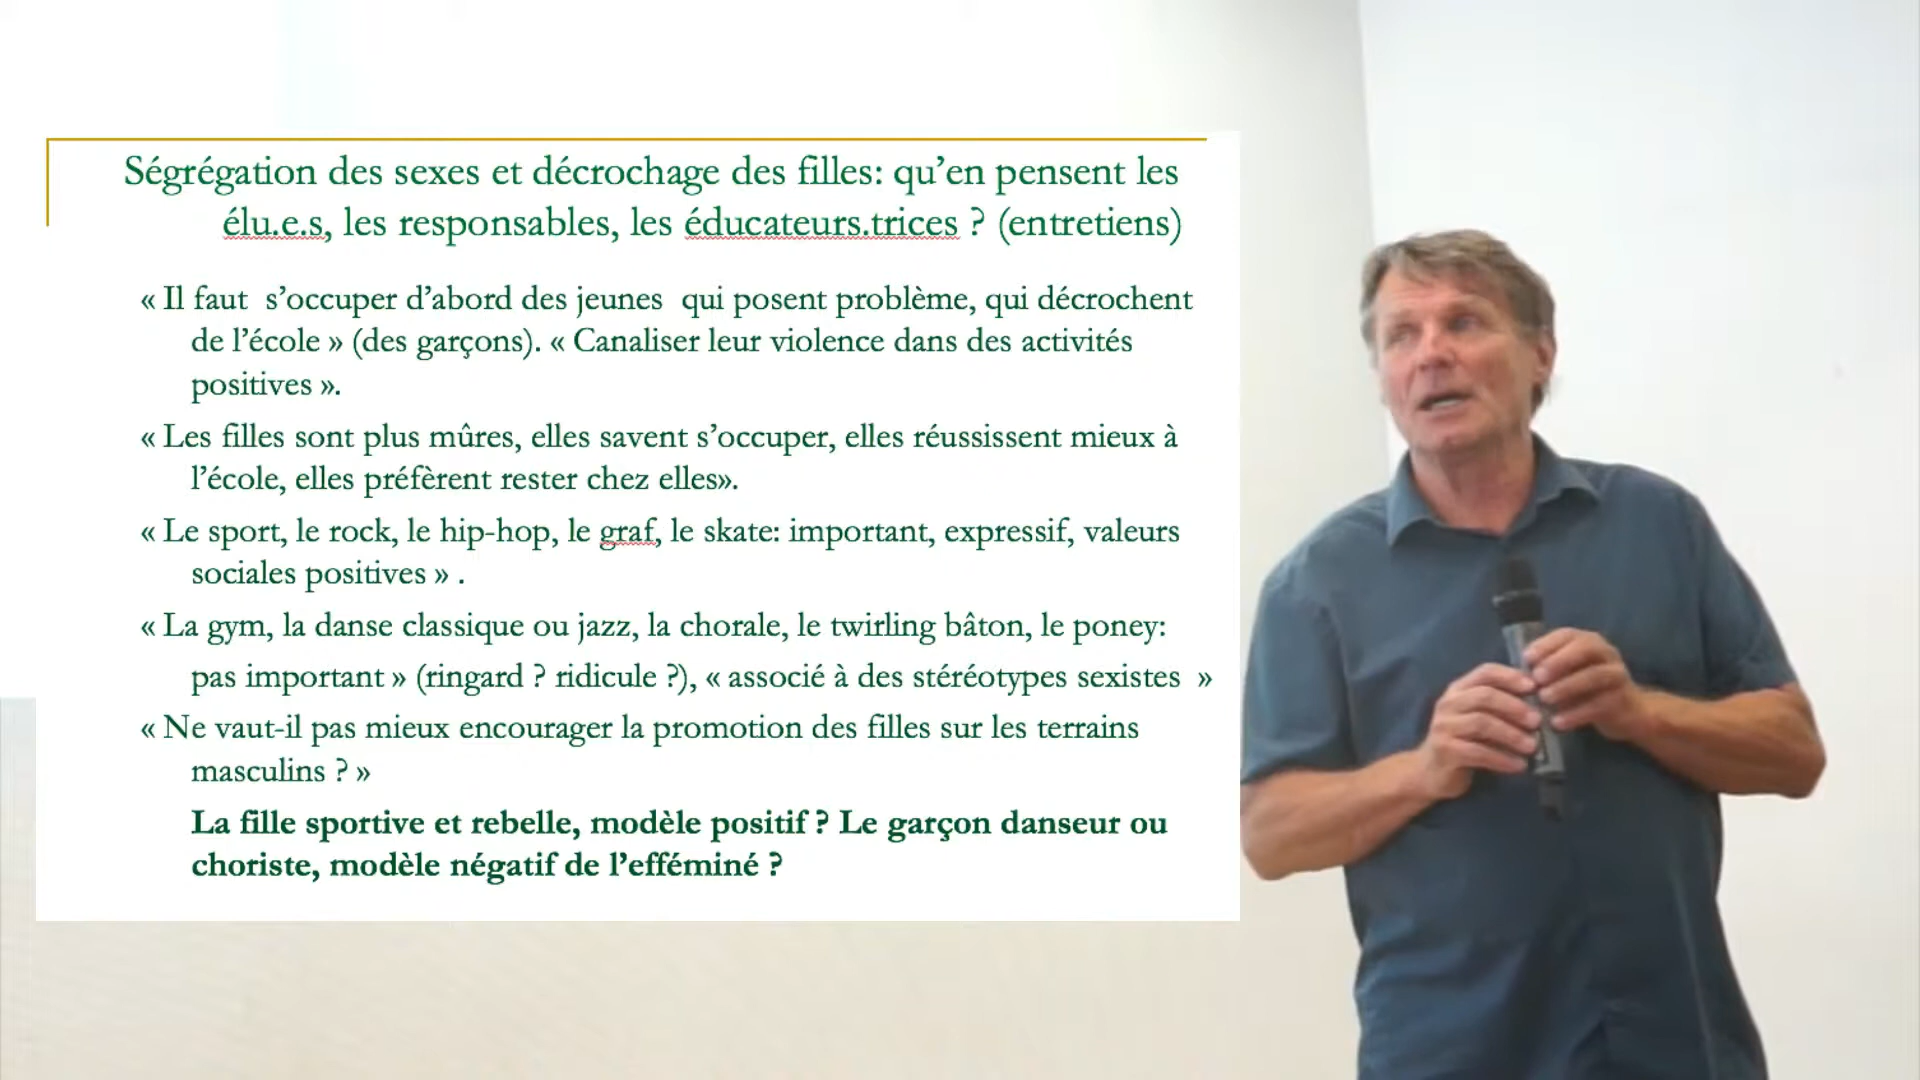 Ségrégation des sexes et décrochage des filles: qu’en pensent les
élu.e.s, les responsables, les éducateurs.trices ? (entretiens)
« Il faut  s’occuper d’abord des jeunes  qui posent problème, qui décrochent
de l’école » (des garçons). « Canaliser leur violence dans des activités
positives ».
« Les filles sont plus mûres, elles savent s’occuper, elles réussissent mieux à
l’école, elles préfèrent rester chez elles».
« Le sport, le rock, le hip-hop, le graf, le skate: important, expressif, valeurs
sociales positives » .
« La gym, la danse classique ou jazz, la chorale, le twirling bâton, le poney:
pas important » (ringard ? ridicule ?), « associé à des stéréotypes sexistes  »
« Ne vaut-il pas mieux encourager la promotion des filles sur les terrains
masculins ? »
La fille sportive et rebelle, modèle positif ? Le garçon danseur ou
choriste, modèle négatif de l’efféminé ?